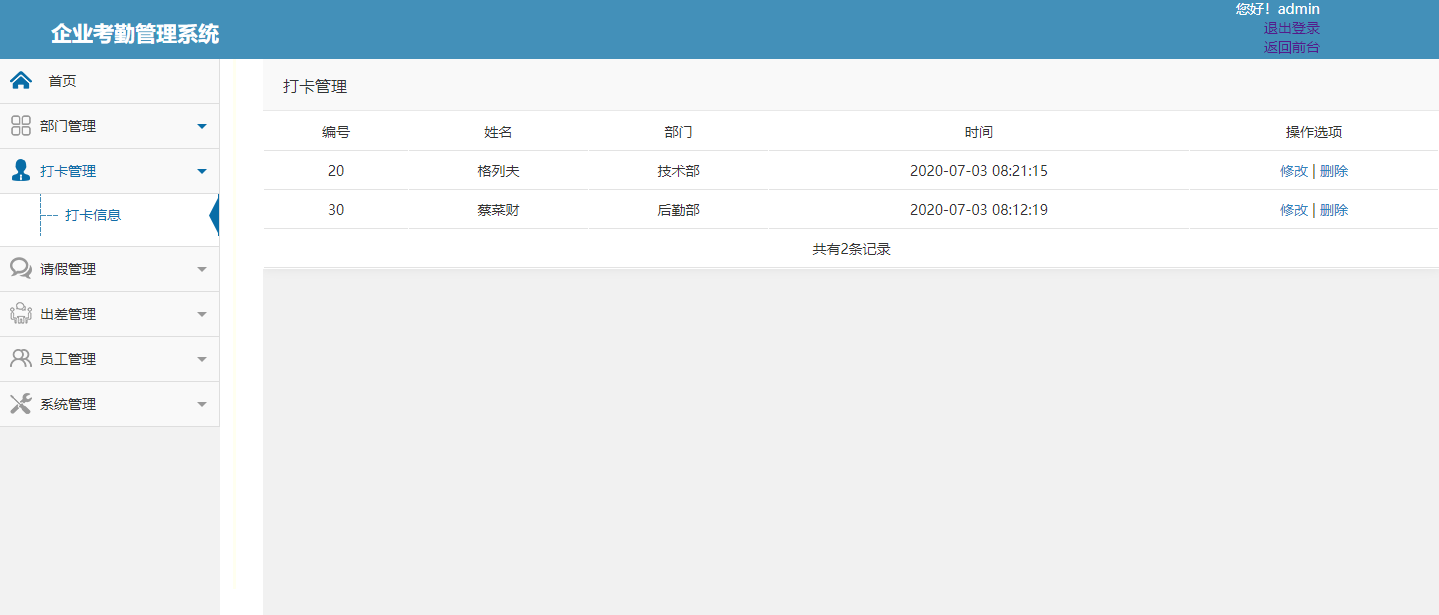 企业考勤管理系统
您好！admin
退出登录
返回前台
首页
部门管理
打卡管理
打卡信息
请假管理
出差管理
员工管理
系统管理
打卡管理
编号 姓名 部门 时间 操作选项
20 格列夫 技术部 2020-07-03 08:21:15 修改 | 删除
30 蔡菜财 后勤部 2020-07-03 08:12:19 修改 | 删除
共有2条记录